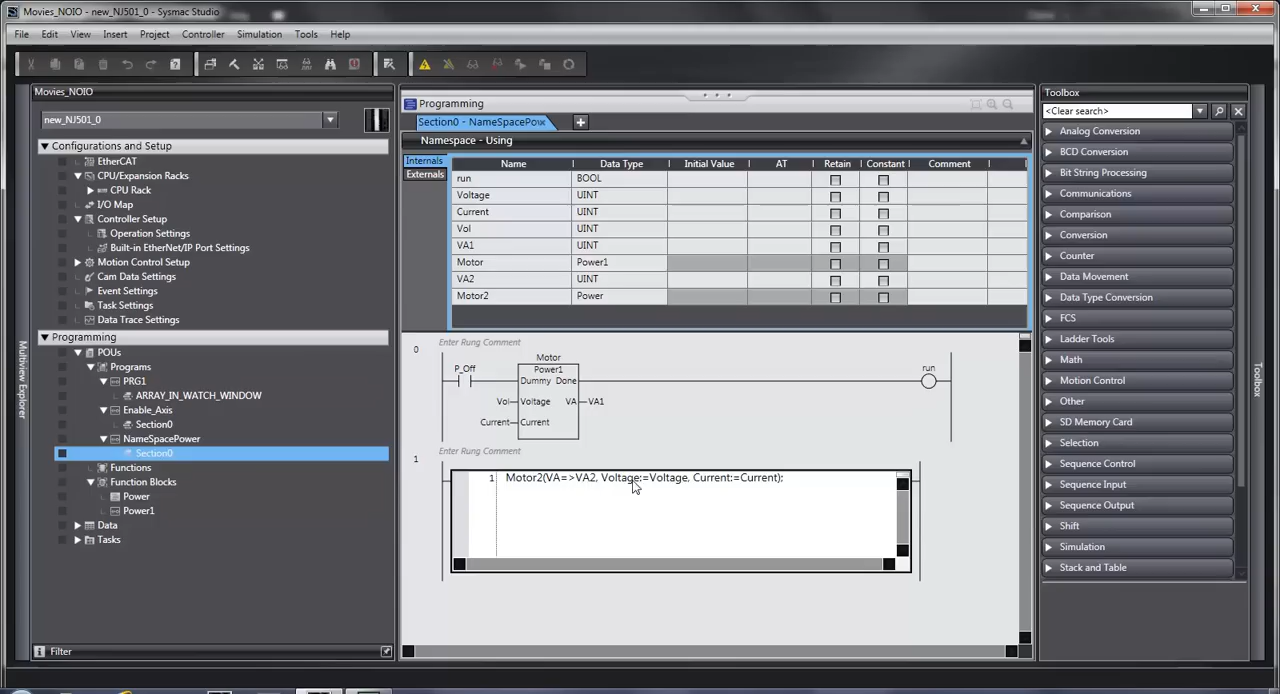 Movies_NOIO - new_NJ501_0 - Sysmac Studio
File Edit View Insert Project Controller Simulation Tools Help
Movies_NOIO
new_NJ501_0
Configurations and Setup
EtherCAT
CPU/Expansion Racks
CPU Rack
I/O Map
Controller Setup
Operation Settings
Built-in EtherNet/IP Port Settings
Motion Control Setup
Cam Data Settings
Event Settings
Task Settings
Data Trace Settings
Programming
POUs
Programs
PRG1
ARRAY_IN_WATCH_WINDOW
Enable_Axis
Section0
NameSpacePower
Section0
Functions
Function Blocks
Power
Power1
Data
Tasks
Filter
Multiview Explorer
Programming
Section0 - NameSpacePow
Namespace - Using
Internals
Externals
Name Data Type Initial Value AT Retain Constant Comment
run BOOL
Voltage UINT
Current UINT
Vol UINT
VA1 UINT
Motor Power1
VA2 UINT
Motor2 Power
0 Enter Rung Comment
Motor
P_Off Power1 run
Dummy Done
Vol Voltage VA VA1
Current Current
1 Enter Rung Comment
1 Motor2(VA=>VA2, Voltage:=Voltage, Current:=Current);
Toolbox
<Clear search>
Analog Conversion
BCD Conversion
Bit String Processing
Communications
Comparison
Conversion
Counter
Data Movement
Data Type Conversion
FCS
Ladder Tools
Math
Motion Control
Other
SD Memory Card
Selection
Sequence Control
Sequence Input
Sequence Output
Shift
Simulation
Stack and Table
Toolbox